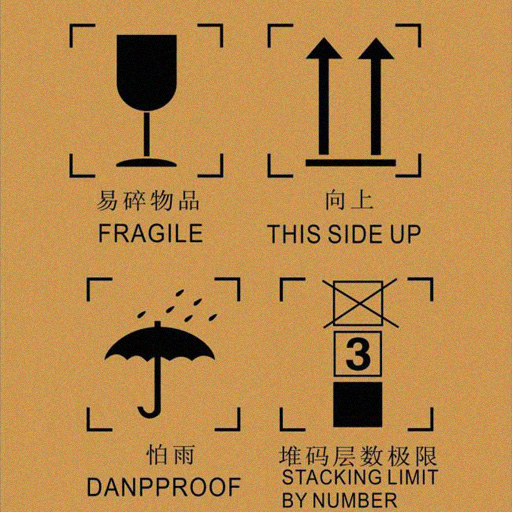 易碎物品
FRAGILE
向上
THIS SIDE UP
怕雨
DANPPROOF
3
堆码层数极限
STACKING LIMIT
BY NUMBER